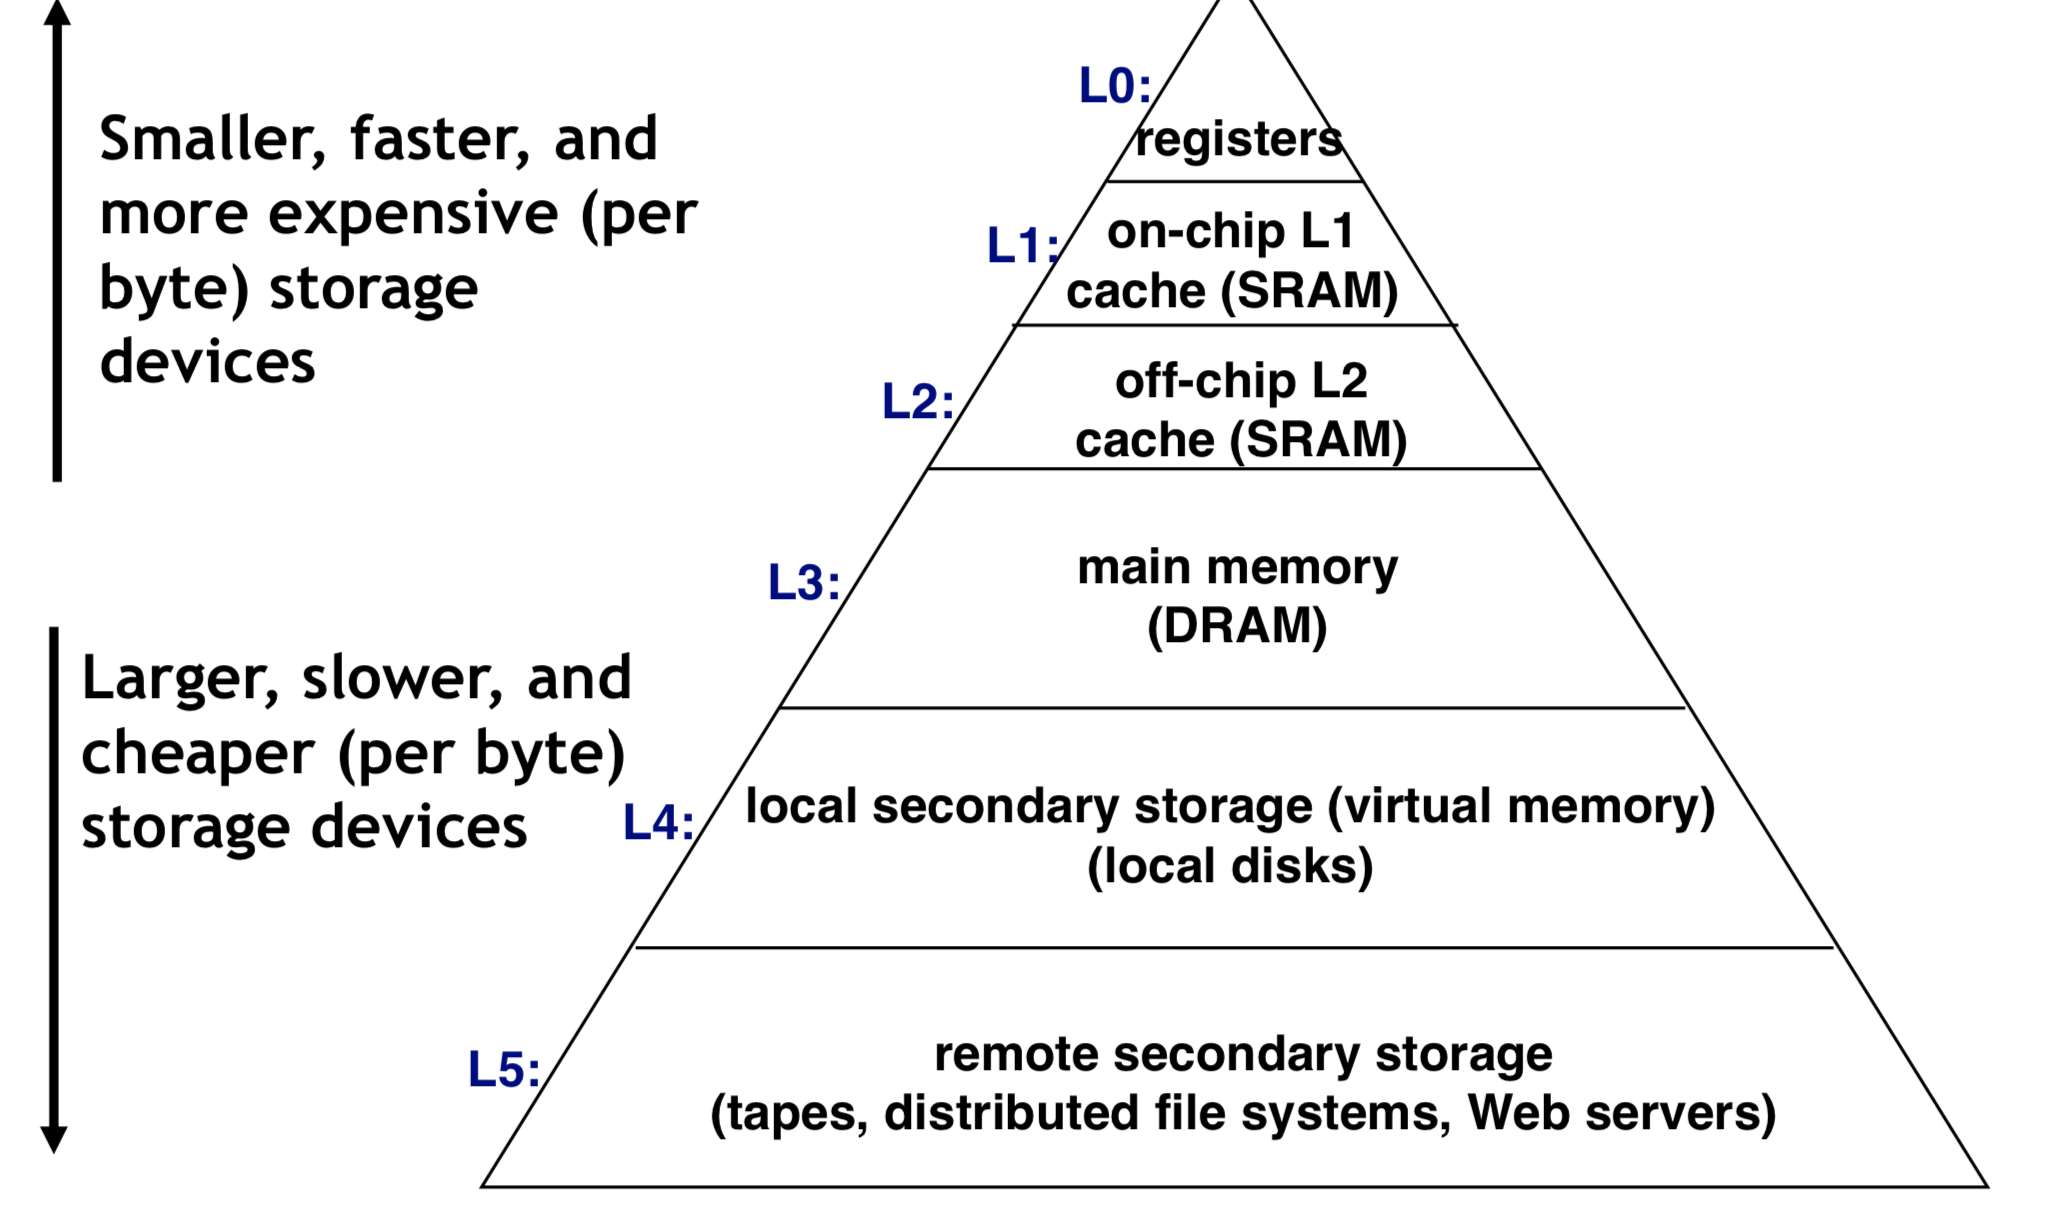 Smaller, faster, and
more expensive (per
byte) storage
devices
Larger, slower, and
cheaper (per byte)
storage devices
L0:
registers
L1:
on-chip L1
cache (SRAM)
L2:
off-chip L2
cache (SRAM)
L3:
main memory
(DRAM)
L4:
local secondary storage (virtual memory)
(local disks)
L5:
remote secondary storage
(tapes, distributed file systems, Web servers)